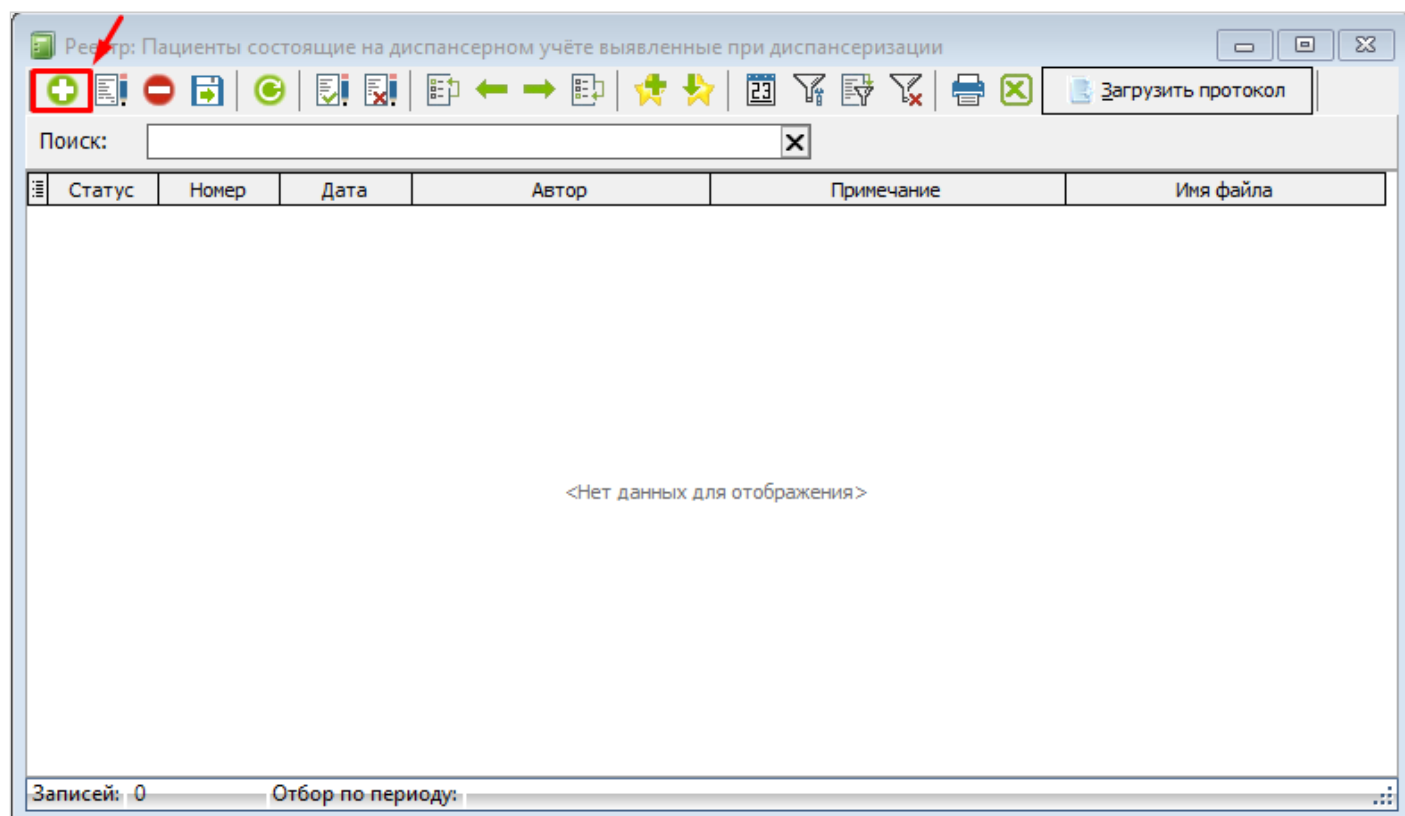 Реестр: Пациенты состоящие на диспансерном учёте выявленные при диспансеризации
23 Загрузить протокол
Поиск:
Статус Номер Дата Автор Примечание Имя файла
<Нет данных для отображения>
Записей: 0 Отбор по периоду: